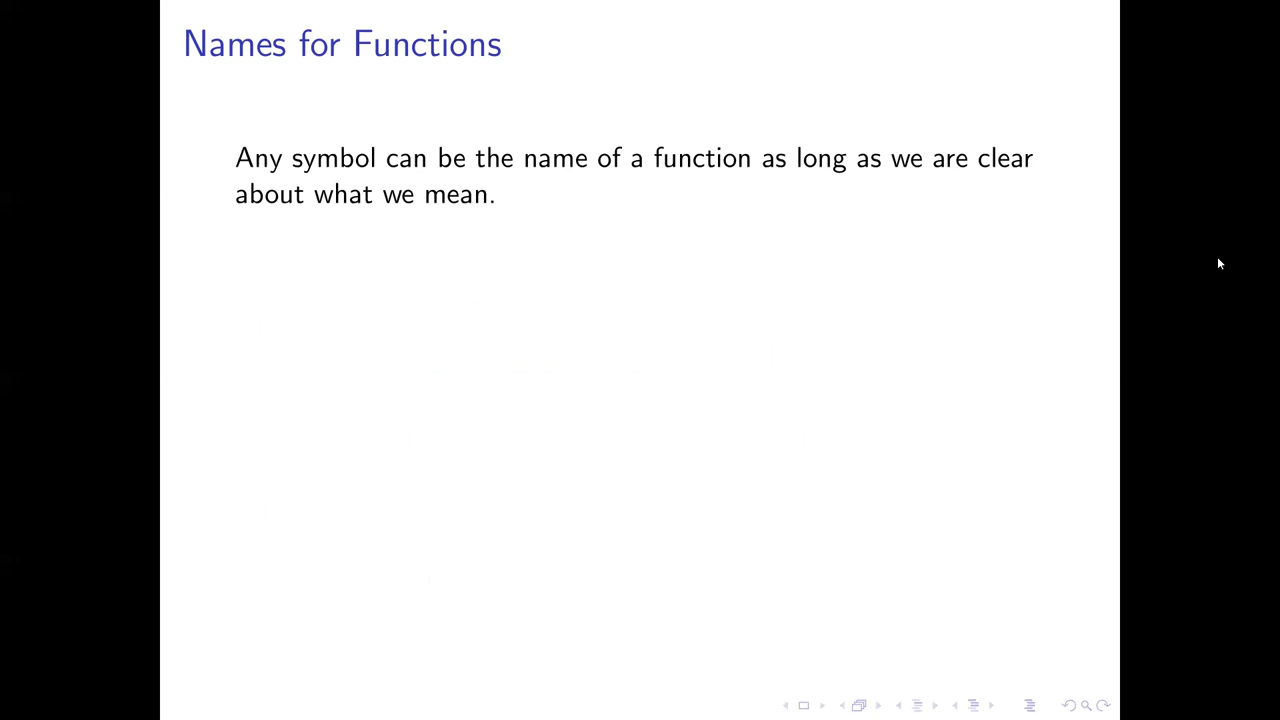 Names for Functions
Any symbol can be the name of a function as long as we are clear
about what we mean.